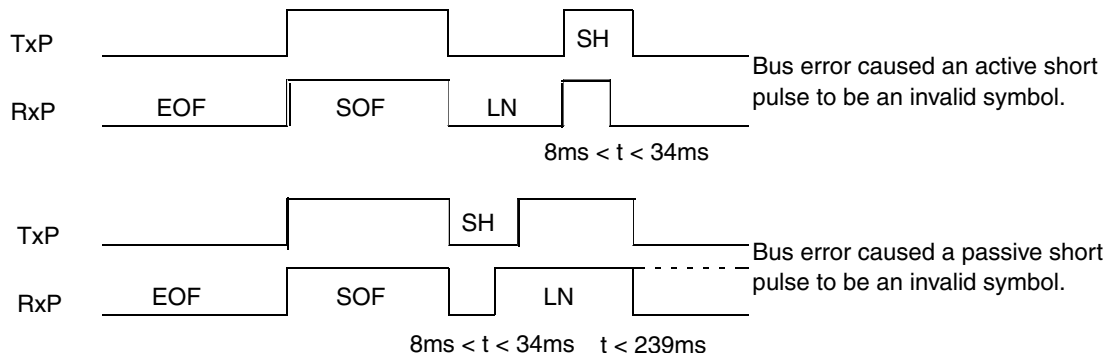 TxP
SH
Bus error caused an active short
pulse to be an invalid symbol.
RxP
EOF
SOF
LN
8ms < t < 34ms
TxP
SH
Bus error caused a passive short
pulse to be an invalid symbol.
RxP
EOF
SOF
LN
8ms < t < 34ms
t < 239ms